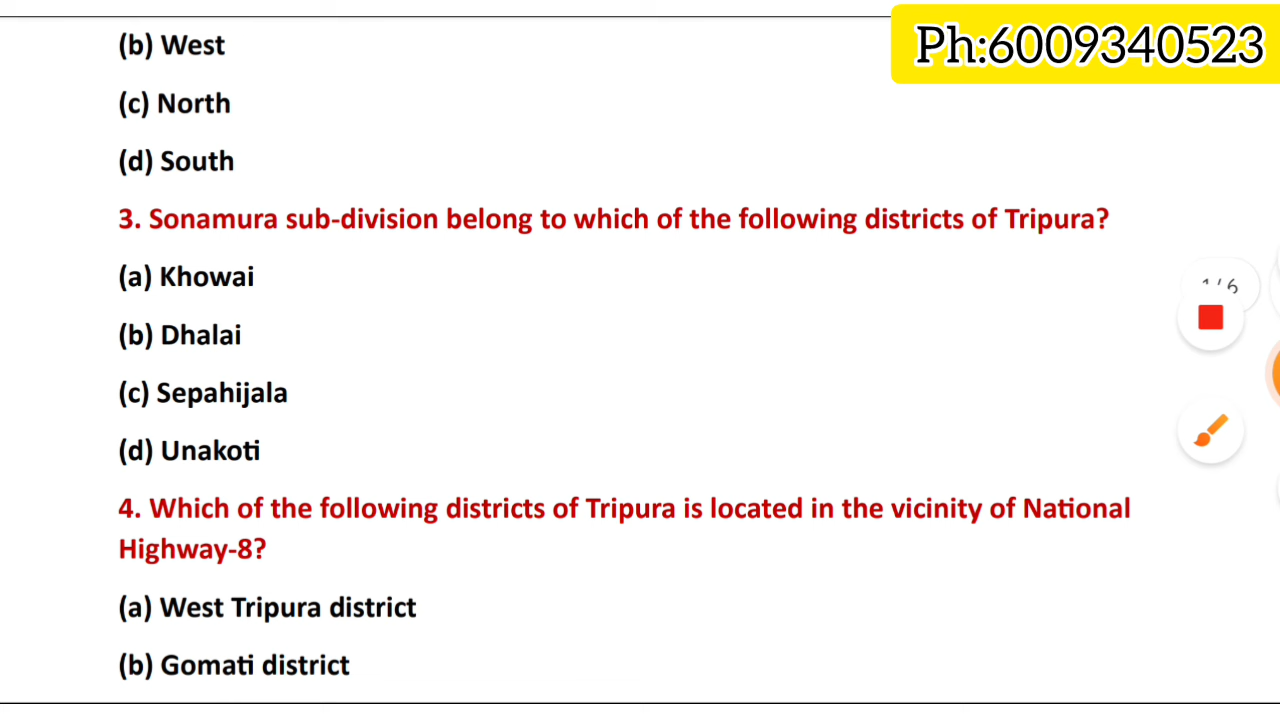 Ph:6009340523
(b) West
(c) North
(d) South
3. Sonamura sub-division belong to which of the following districts of Tripura?
(a) Khowai
(b) Dhalai
(c) Sepahijala
(d) Unakoti
4. Which of the following districts of Tripura is located in the vicinity of National
Highway-8?
(a) West Tripura district
(b) Gomati district